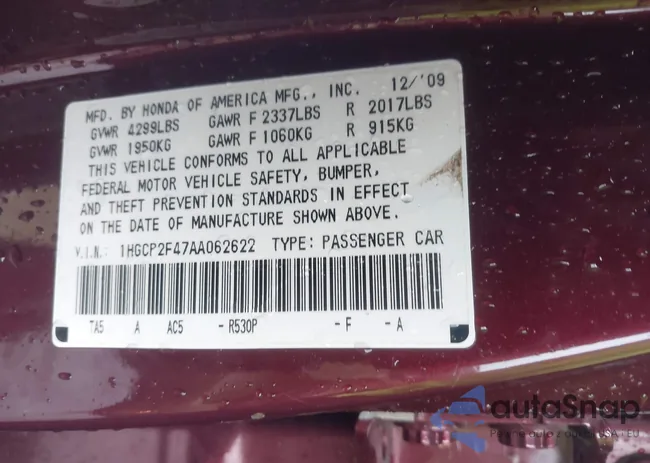 MFD. BY HONDA OF AMERICA MFG., INC. 12/'09
GVWR 4299LBS GAWR F 2337LBS R 2017LBS
GVWR 1950KG GAWR F 1060KG R 915KG
THIS VEHICLE CONFORMS TO ALL APPLICABLE
FEDERAL MOTOR VEHICLE SAFETY, BUMPER,
AND THEFT PREVENTION STANDARDS IN EFFECT
ON THE DATE OF MANUFACTURE SHOWN ABOVE.
V.I.N.: 1HGCP2F47AA062622 TYPE: PASSENGER CAR
TA5 A AC5 -R530P -F -A
autoSnap